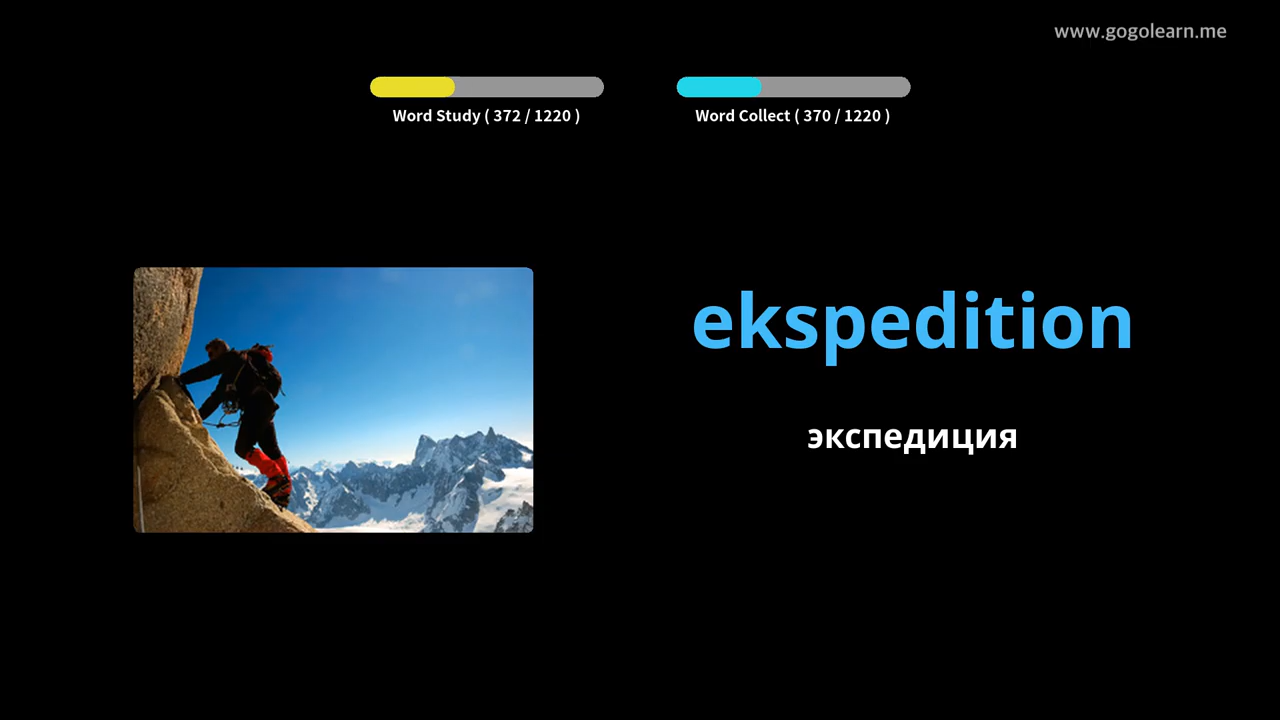 www.gogolearn.me
Word Study ( 372 / 1220 )
Word Collect ( 370 / 1220 )
ekspedition
экспедиция